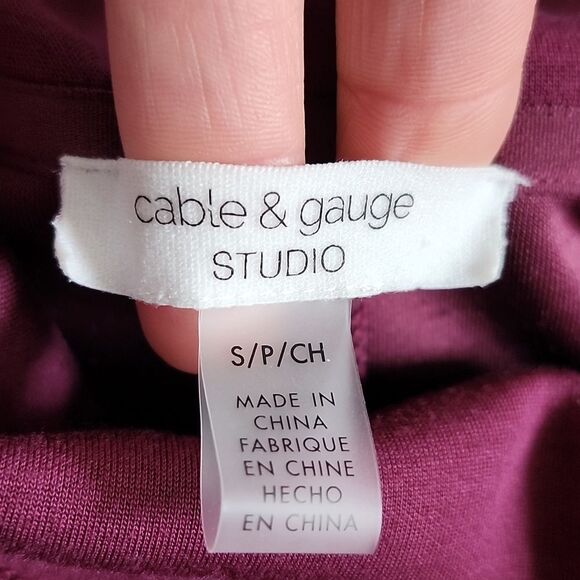 cable & gauge
STUDIO
S/P/CH
MADE IN
CHINA
FABRIQUE
EN CHINE
HECHO
EN CHINA